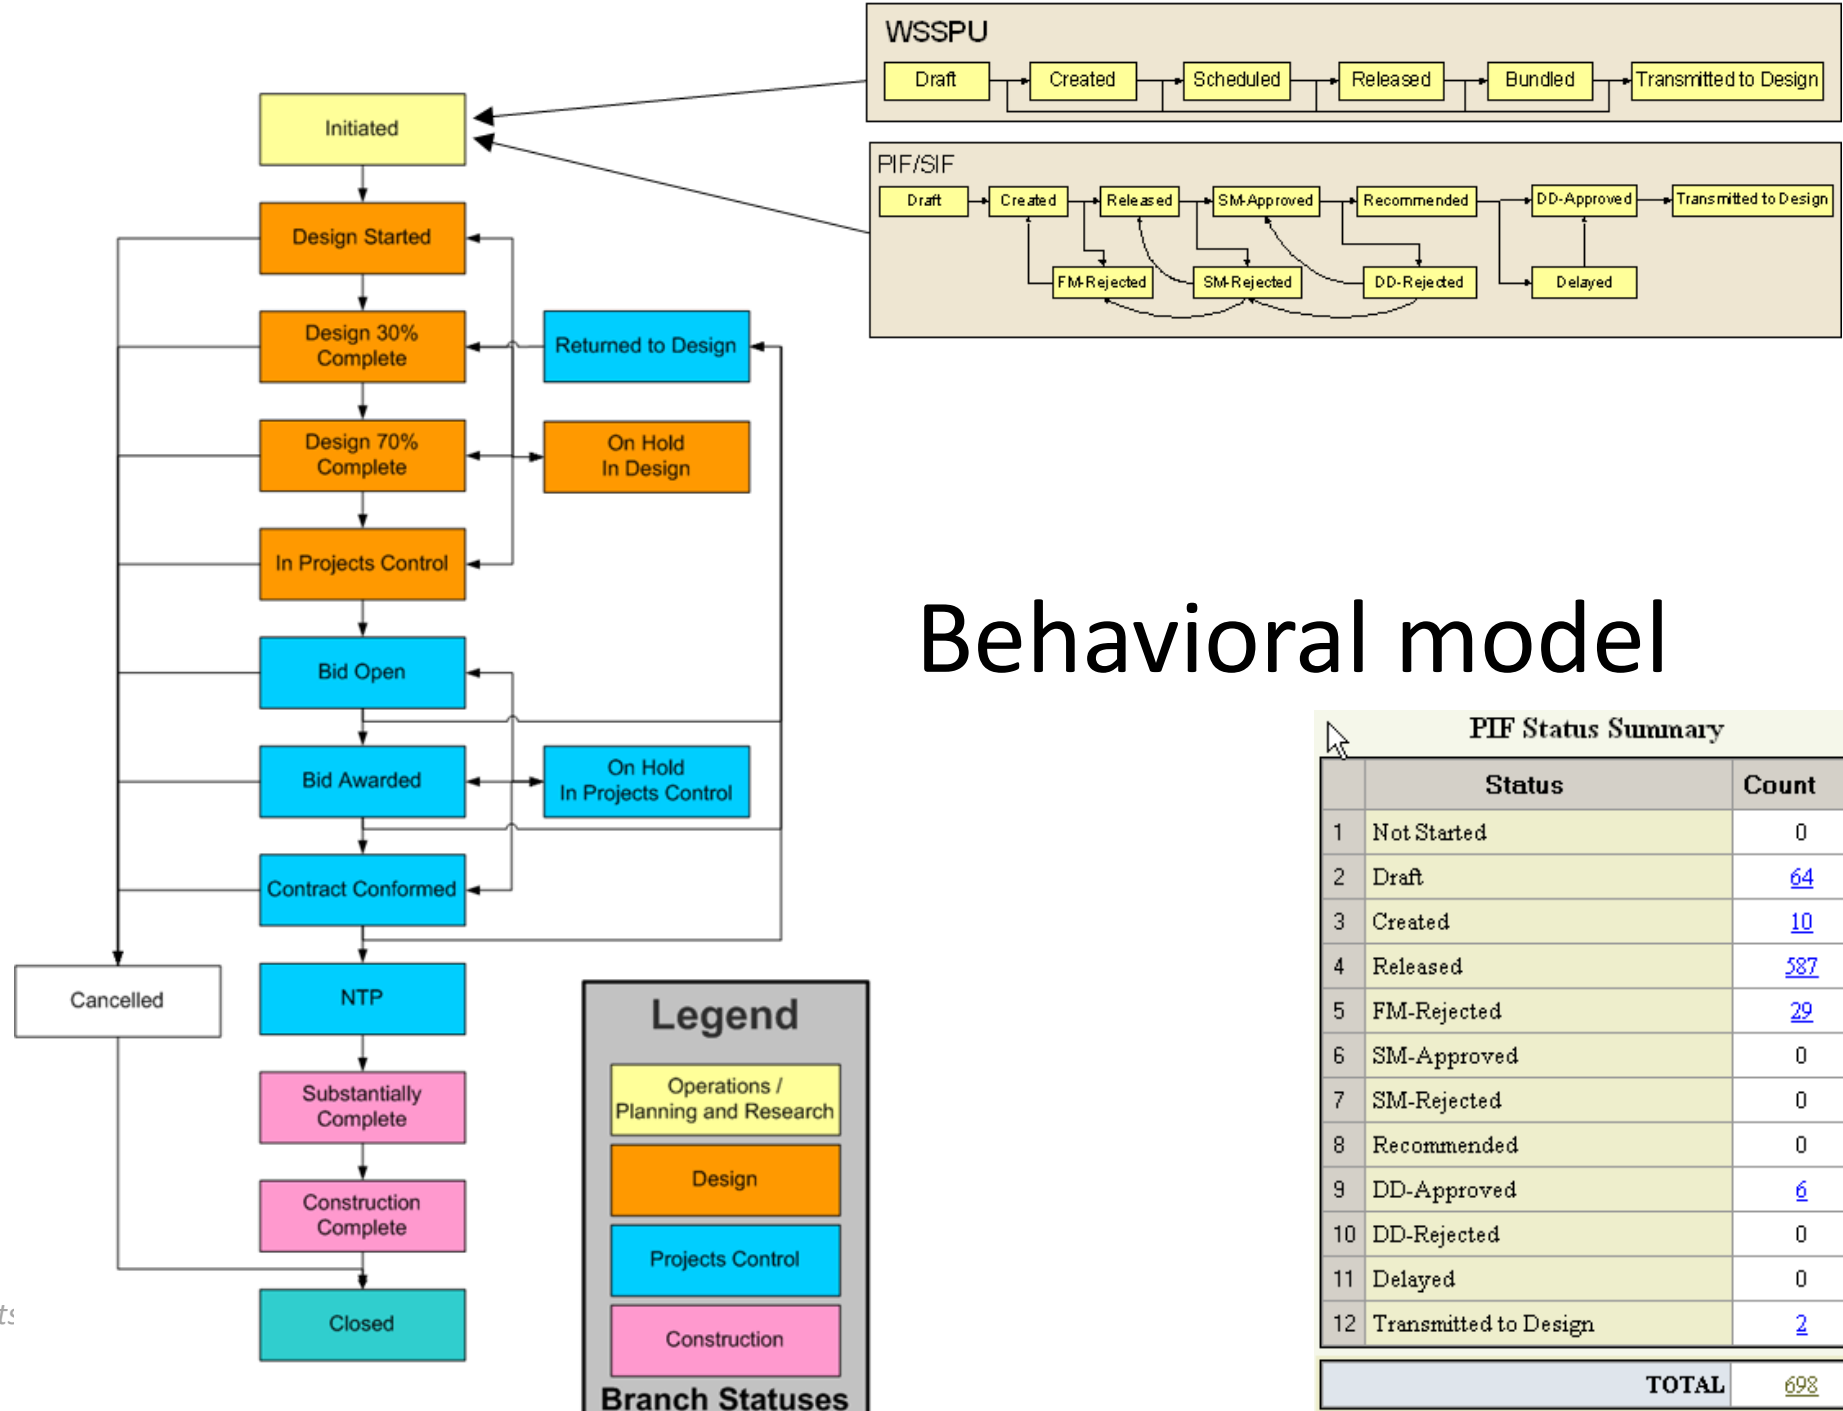 WSSPU
Draft
Created
Scheduled
Released
Bundled
Transmitted to Design
PIF/SIF
Draft
Created
Released
SM-Approved
Recommended
DD-Approved
Transmitted to Design
FM-Rejected
SM-Rejected
DD-Rejected
Delayed
Initiated
Design Started
Design 30%
Complete
Returned to Design
Design 70%
Complete
On Hold
In Design
In Projects Control
Bid Open
Bid Awarded
On Hold
In Projects Control
Contract Conformed
Cancelled
NTP
Substantially
Complete
Construction
Complete
Closed
Legend
Operations /
Planning and Research
Design
Projects Control
Construction
Branch Statuses
Behavioral model
PIF Status Summary
Status Count
1 Not Started 0
2 Draft 64
3 Created 10
4 Released 587
5 FM-Rejected 29
6 SM-Approved 0
7 SM-Rejected 0
8 Recommended 0
9 DD-Approved 6
10 DD-Rejected 0
11 Delayed 0
12 Transmitted to Design 2
TOTAL 698